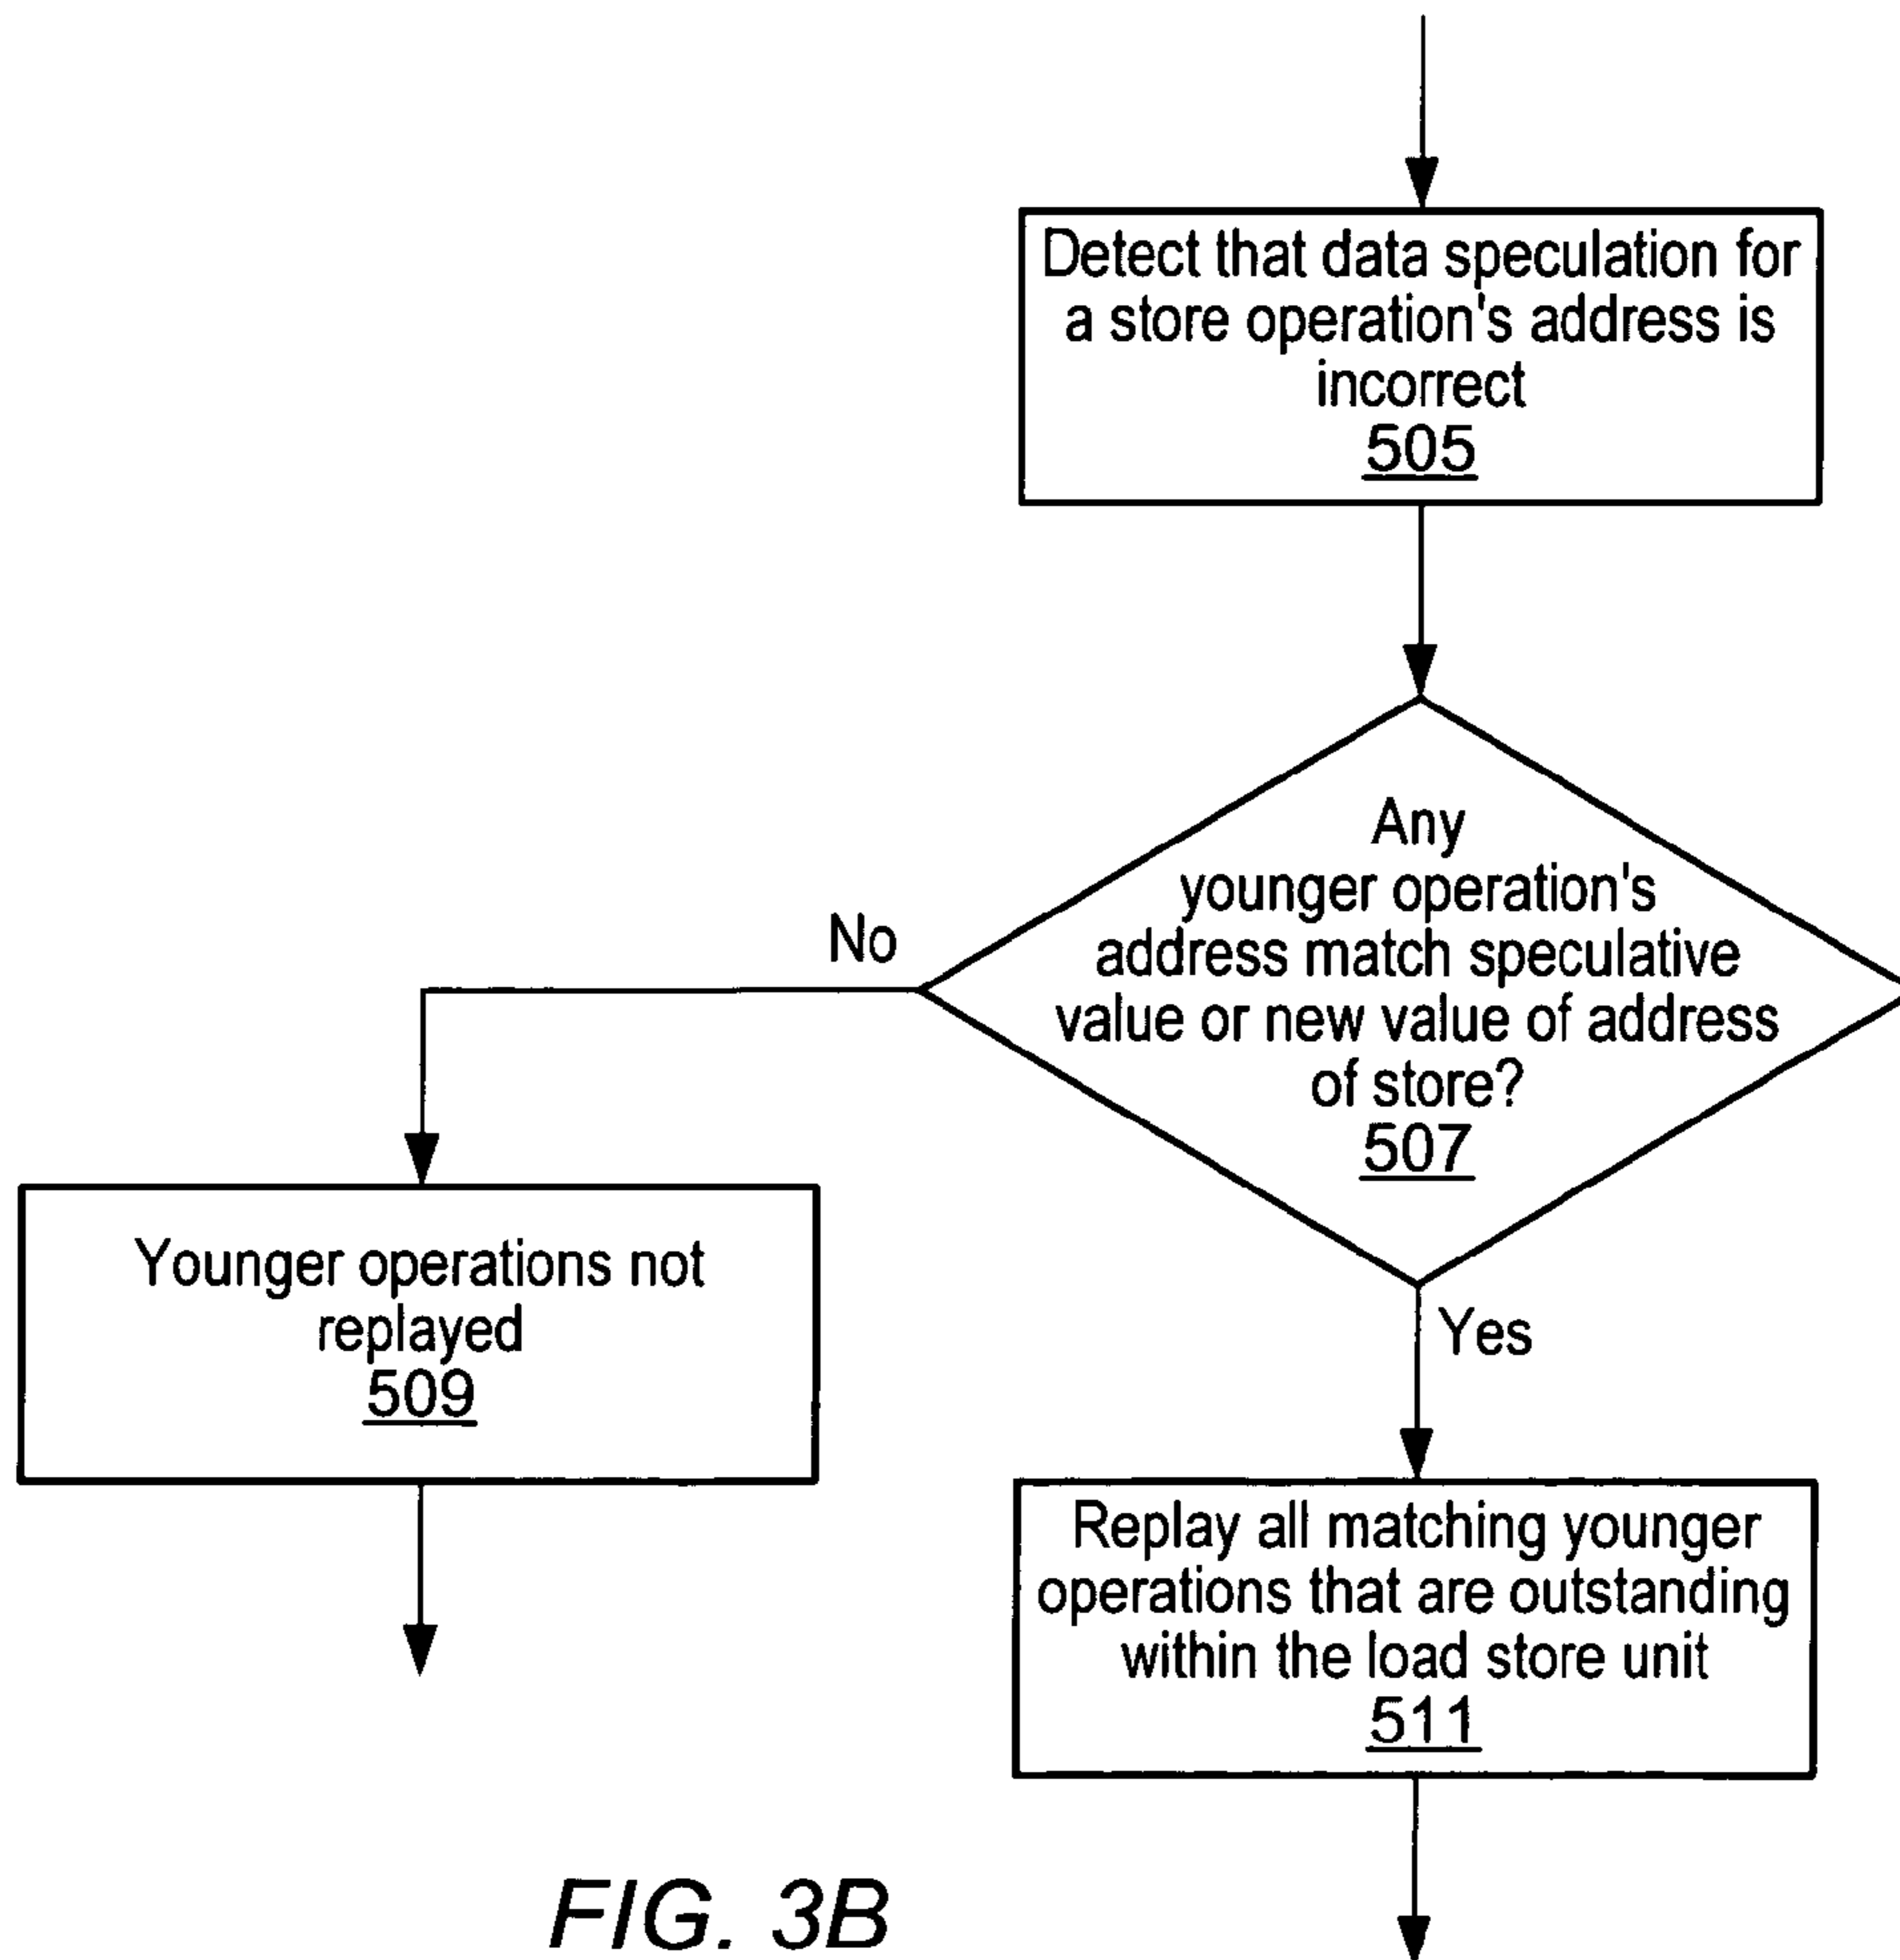 Detect that data speculation for
a store operation's address is
incorrect
505
Any
younger operation's
address match speculative
value or new value of address
of store?
507
No
Yes
Younger operations not
replayed
509
Replay all matching younger
operations that are outstanding
within the load store unit
511
FIG. 3B